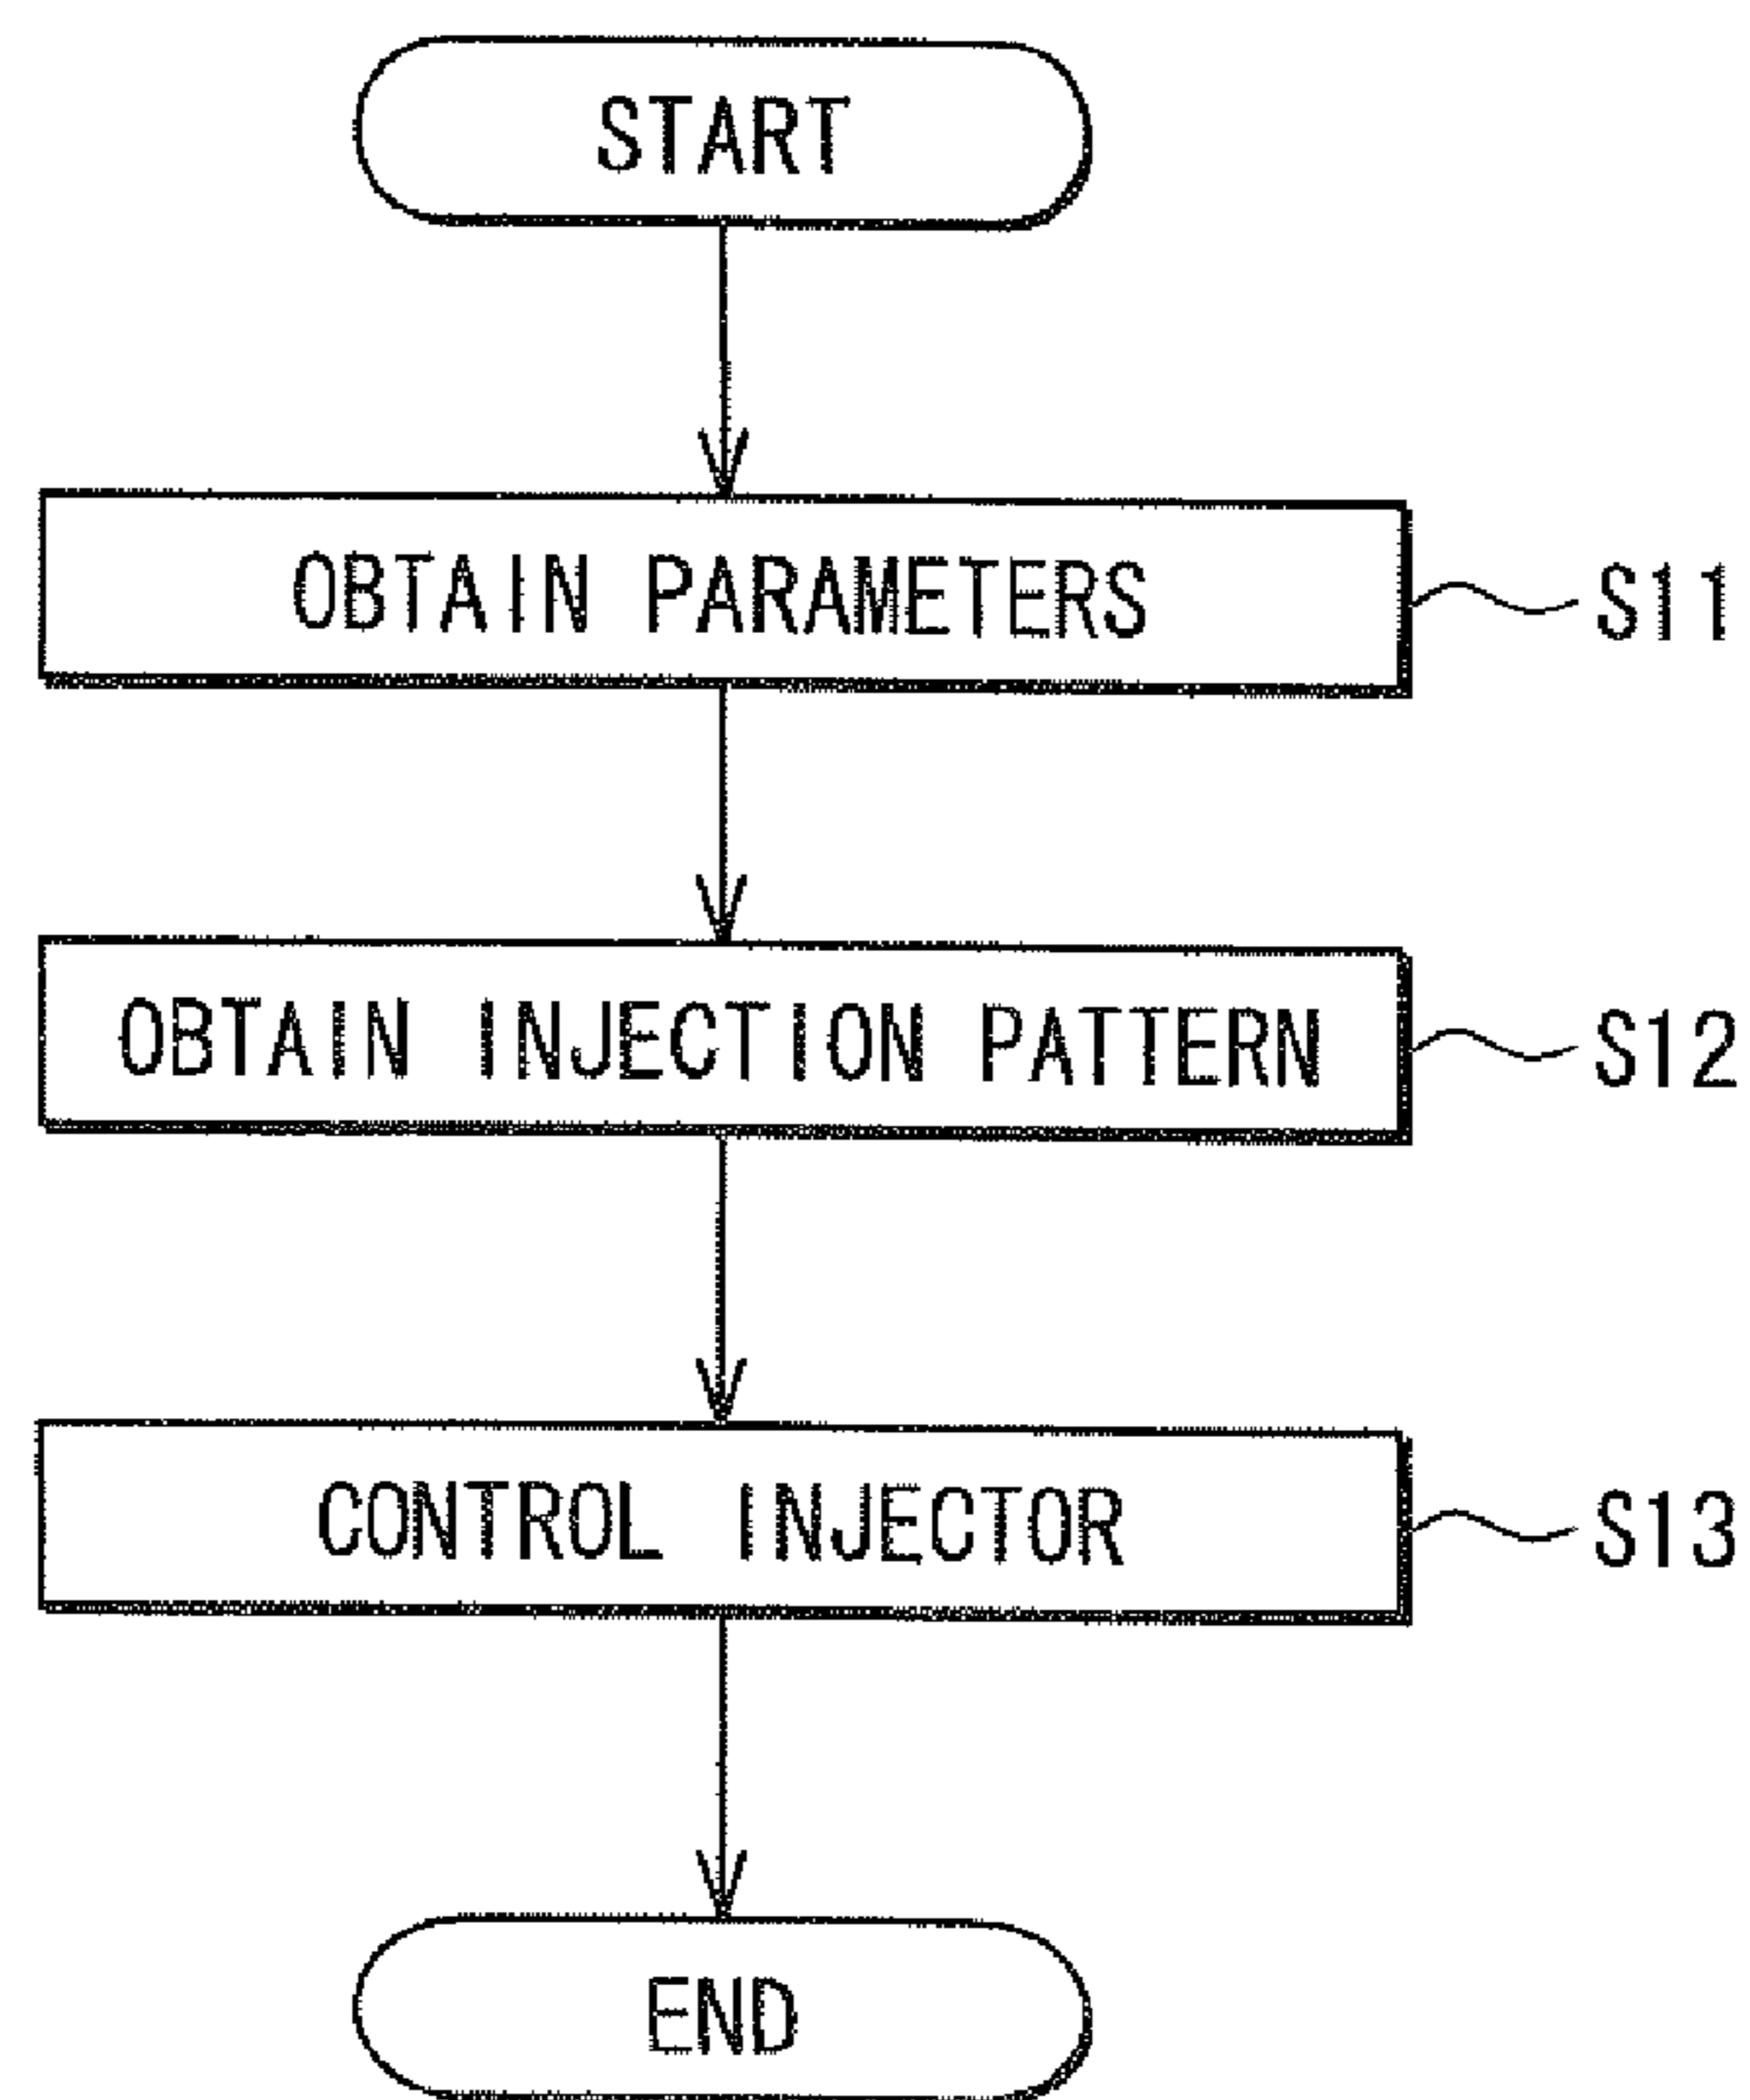 START
OBTAIN PARAMETERS
S11
OBTAIN INJECTION PATTERN
S12
CONTROL INJECTOR
S13
END